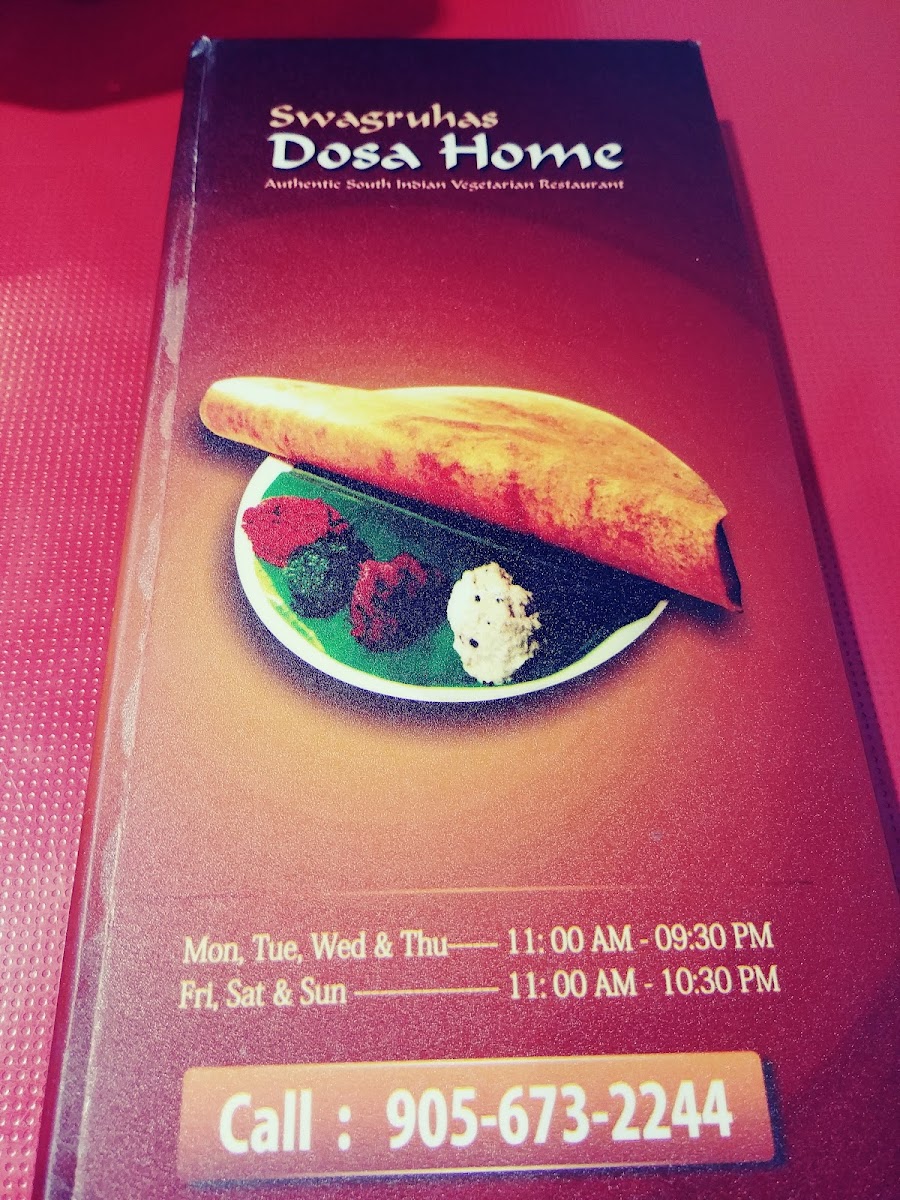 Swagruhas
Dosa Home
Authentic South Indian Vegetarian Restaurant
Mon, Tue, Wed & Thu—— 11: 00 AM - 09:30 PM
Fri, Sat & Sun ———— 11: 00 AM - 10:30 PM
Call : 905-673-2244